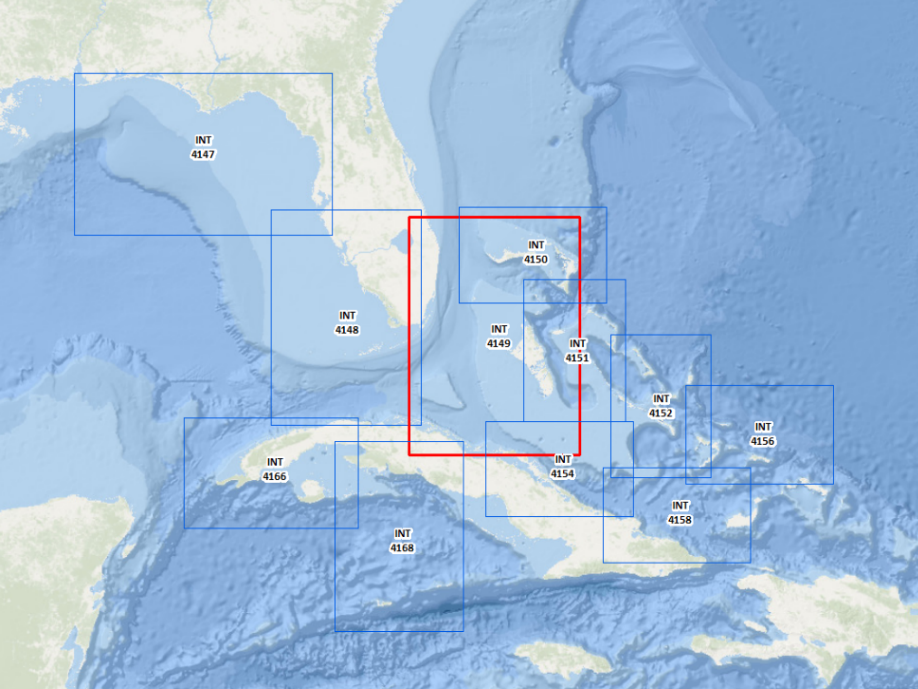 INT
4147
INT
4150
INT
4148
INT
4149
INT
4151
INT
4152
INT
4156
INT
4166
INT
4154
INT
4158
INT
4168